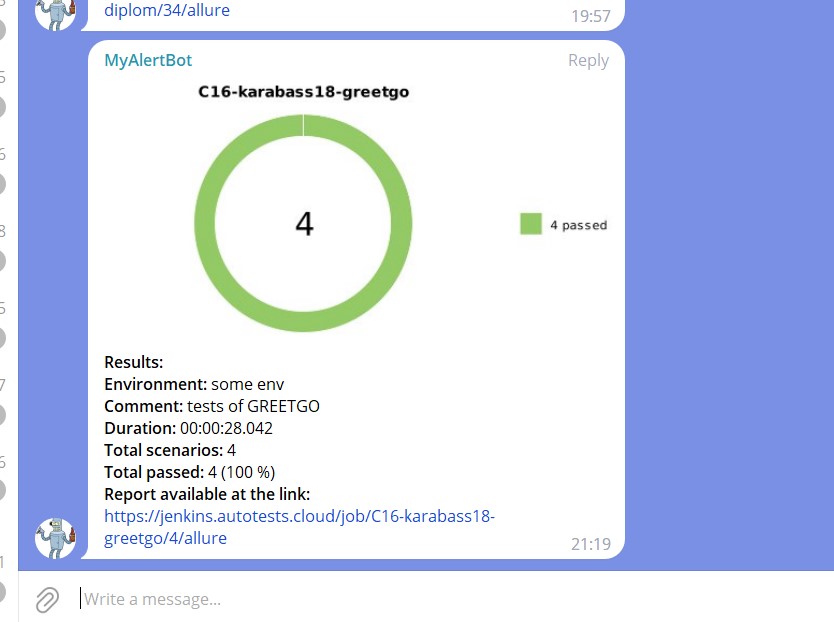 diplom/34/allure
19:57
MyAlertBot
Reply
C16-karabass18-greetgo
4
4 passed
Results:
Environment: some env
Comment: tests of GREETGO
Duration: 00:00:28.042
Total scenarios: 4
Total passed: 4 (100 %)
Report available at the link:
https://jenkins.autotests.cloud/job/C16-karabass18-
greetgo/4/allure
21:19
Write a message...